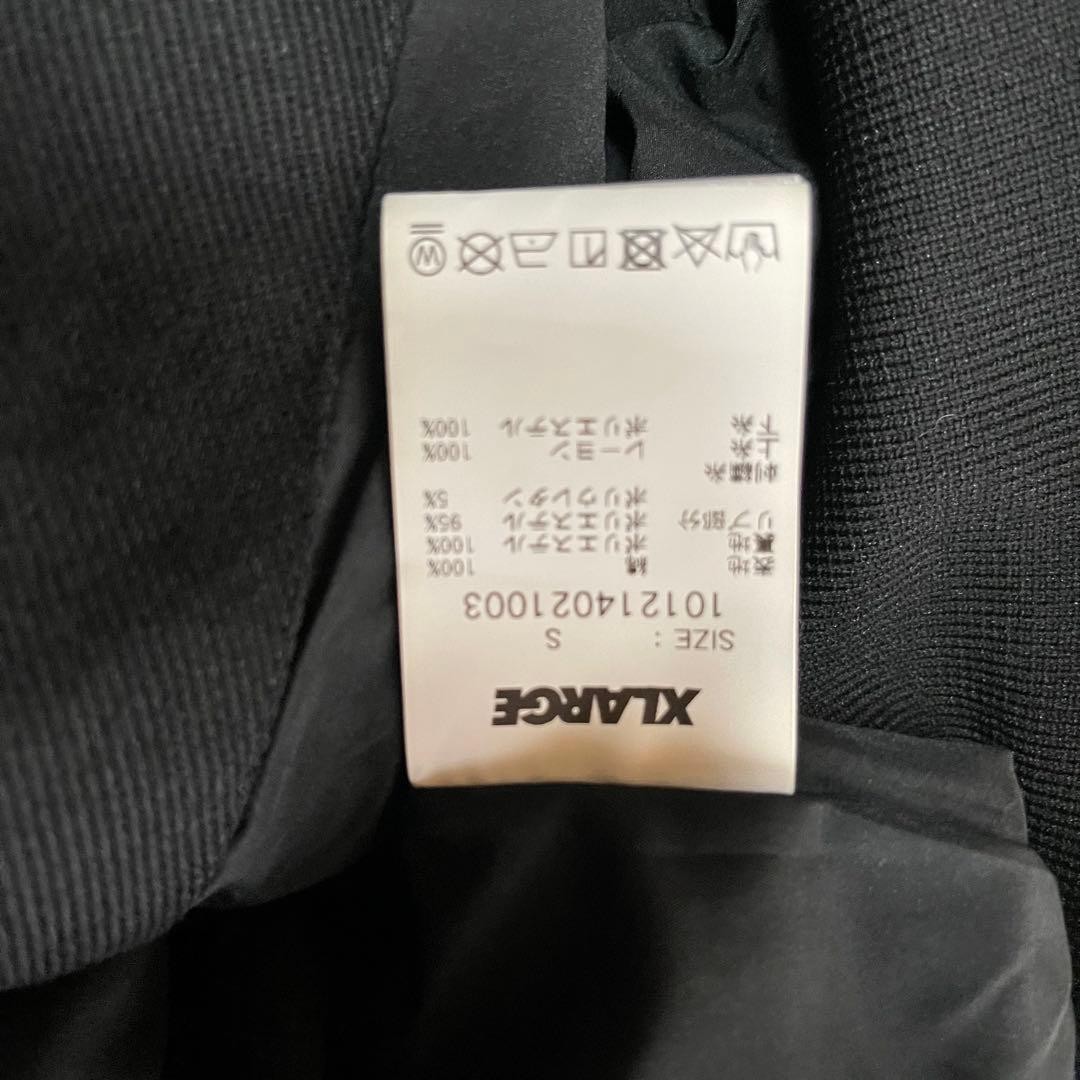 XLARGE
SIZE : S
101214021003
表地 綿 100%
裏地 ポリエステル 100%
リブ部分 ポリエステル 95%
ポリウレタン 5%
刺繍糸
上糸 レーヨン 100%
下糸 ポリエステル 100%
W